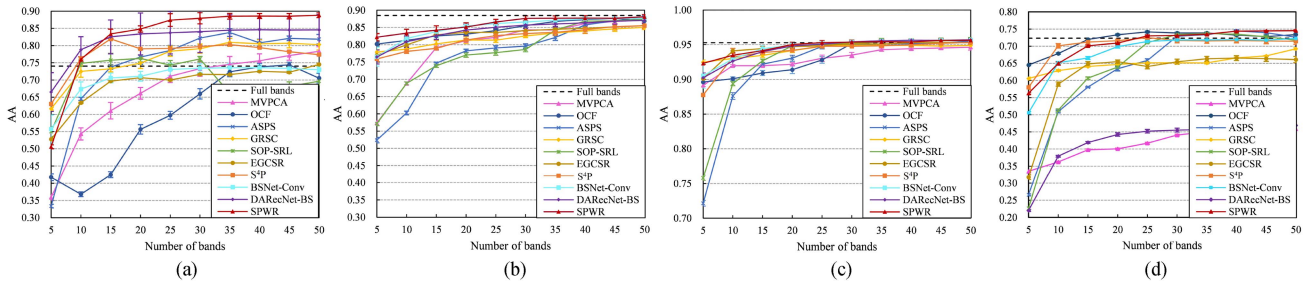 AA
0.90
0.85
0.80
0.75
0.70
0.65
0.60
0.55
0.50
0.45
0.40
0.35
0.30
5 10 15 20 25 30 35 40 45 50
Number of bands
Full bands
MVPCA
OCF
ASPS
GRSC
SOP-SRL
EGCSR
S⁴P
BSNet-Conv
DARecNet-BS
SPWR
(a)
AA
0.90
0.85
0.80
0.75
0.70
0.65
0.60
0.55
0.50
0.45
0.40
0.35
0.30
5 10 15 20 25 30 35 40 45 50
Number of bands
Full bands
MVPCA
OCF
ASPS
GRSC
SOP-SRL
EGCSR
S⁴P
BSNet-Conv
DARecNet-BS
SPWR
(b)
AA
1.00
0.95
0.90
0.85
0.80
0.75
0.70
5 10 15 20 25 30 35 40 45 50
Number of bands
Full bands
MVPCA
OCF
ASPS
GRSC
SOP-SRL
EGCSR
S⁴P
BSNet-Conv
DARecNet-BS
SPWR
(c)
AA
0.80
0.75
0.70
0.65
0.60
0.55
0.50
0.45
0.40
0.35
0.30
0.25
0.20
5 10 15 20 25 30 35 40 45 50
Number of bands
Full bands
MVPCA
OCF
ASPS
GRSC
SOP-SRL
EGCSR
S⁴P
BSNet-Conv
DARecNet-BS
SPWR
(d)